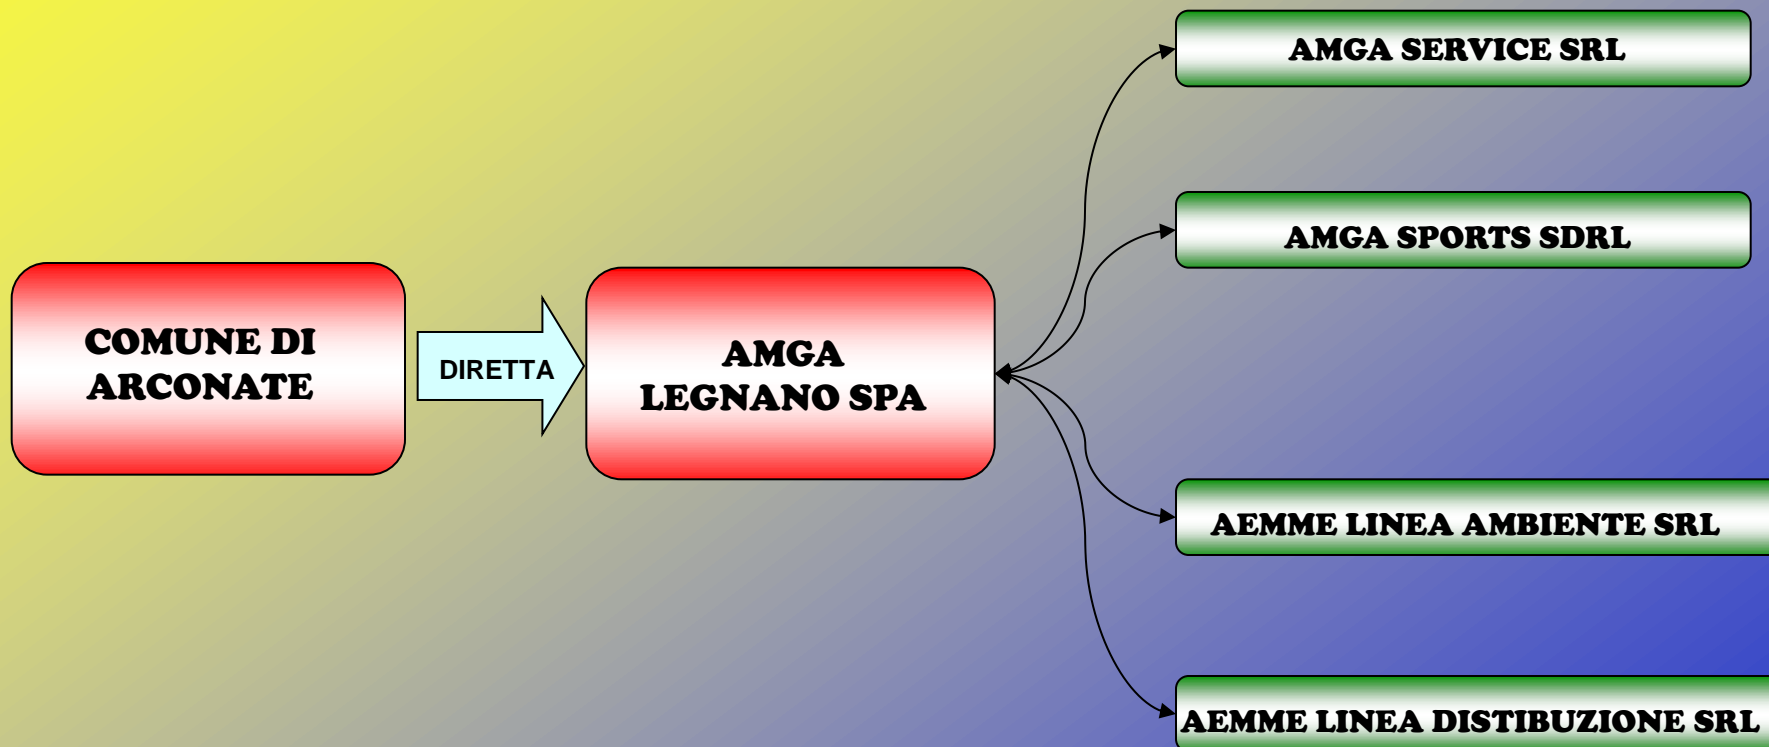 COMUNE DI
ARCONATE
DIRETTA
AMGA
LEGNANO SPA
AMGA SERVICE SRL
AMGA SPORTS SDRL
AEMME LINEA AMBIENTE SRL
AEMME LINEA DISTIBUZIONE SRL